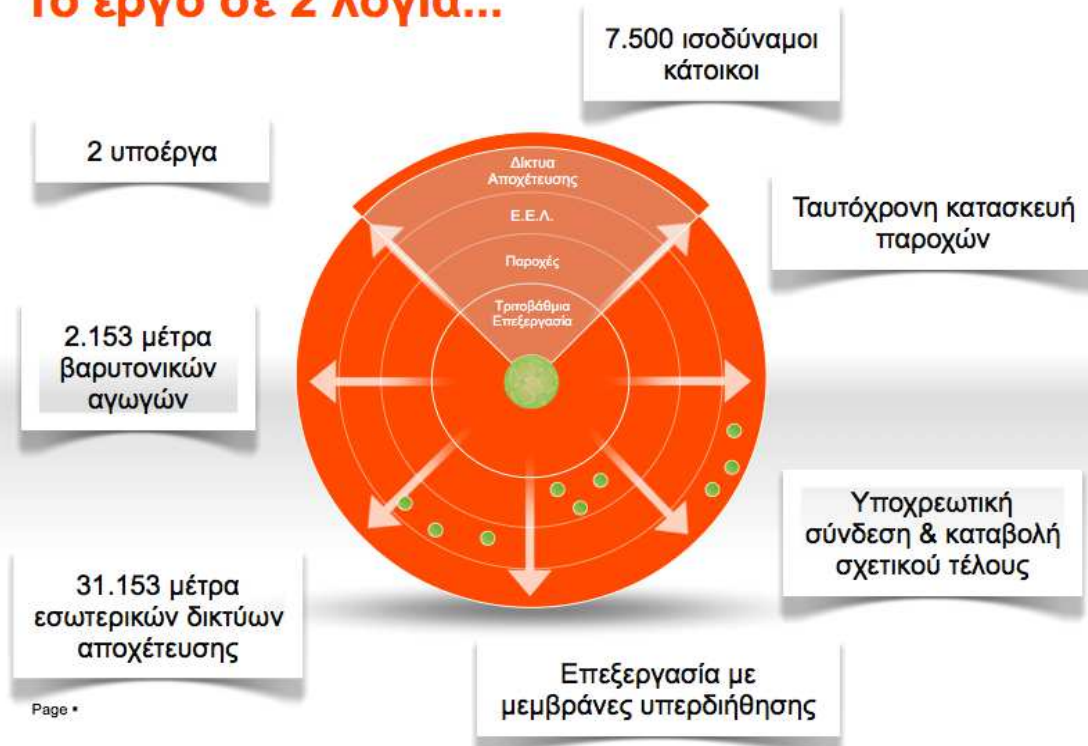 Το έργο σε 2 λόγια...
7.500 ισοδύναμοι
κάτοικοι
2 υποέργα
Δίκτυα
Αποχέτευσης
Ε.Ε.Λ.
Παροχές
Τριτοβάθμια
Επεξεργασία
Ταυτόχρονη κατασκευή
παροχών
2.153 μέτρα
βαρυτονικών
αγωγών
Υποχρεωτική
σύνδεση & καταβολή
σχετικού τέλους
31.153 μέτρα
εσωτερικών δικτύων
αποχέτευσης
Επεξεργασία με
μεμβράνες υπερδιήθησης
Page ▪